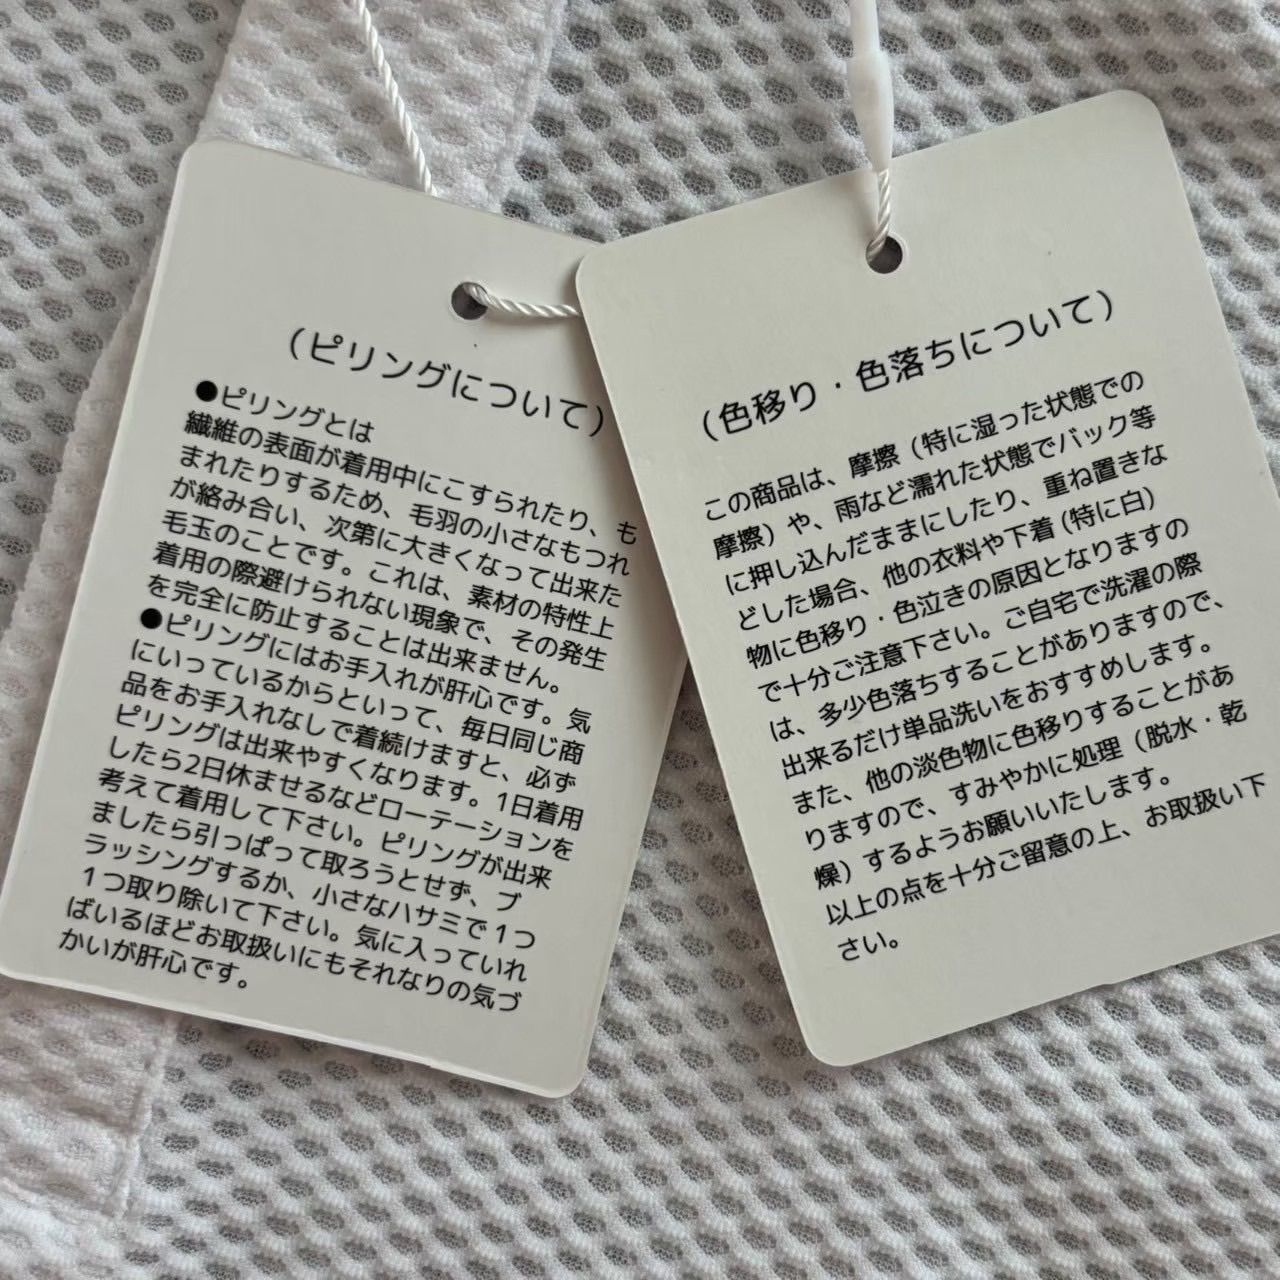 （ピリングについて）
●ピリングとは
繊維の表面が着用中にこすられたり、も
まれたりするため、毛羽の小さなもつれ
が絡み合い、次第に大きくなって出来た
毛玉のことです。これは、素材の特性上
着用の際避けられない現象で、その発生
を完全に防止することは出来ません。
●ピリングにはお手入れが肝心です。気
にいっているからといって、毎日同じ商
品をお手入れなしで着続けますと、必ず
ピリングは出来やすくなります。1日着用
したら2日休ませるなどローテーションを
考えて着用して下さい。ピリングが出来
ましたら引っぱって取ろうとせず、ブ
ラッシングするか、小さなハサミで１つ
１つ取り除いて下さい。気に入っていれ
ばいるほどお取扱いにもそれなりの気づ
かいが肝心です。
（色移り・色落ちについて）
この商品は、摩擦（特に湿った状態での
摩擦）や、雨など濡れた状態でバック等
に押し込んだままにしたり、重ね置きな
どした場合、他の衣料や下着（特に白）
物に色移り・色泣きの原因となりますの
で十分ご注意下さい。ご自宅で洗濯の際
は、多少色落ちすることがありますので、
出来るだけ単品洗いをおすすめします。
また、他の淡色物に色移りすることがあ
りますので、すみやかに処理（脱水・乾
燥）するようお願いいたします。
以上の点を十分ご留意の上、お取扱い下
さい。